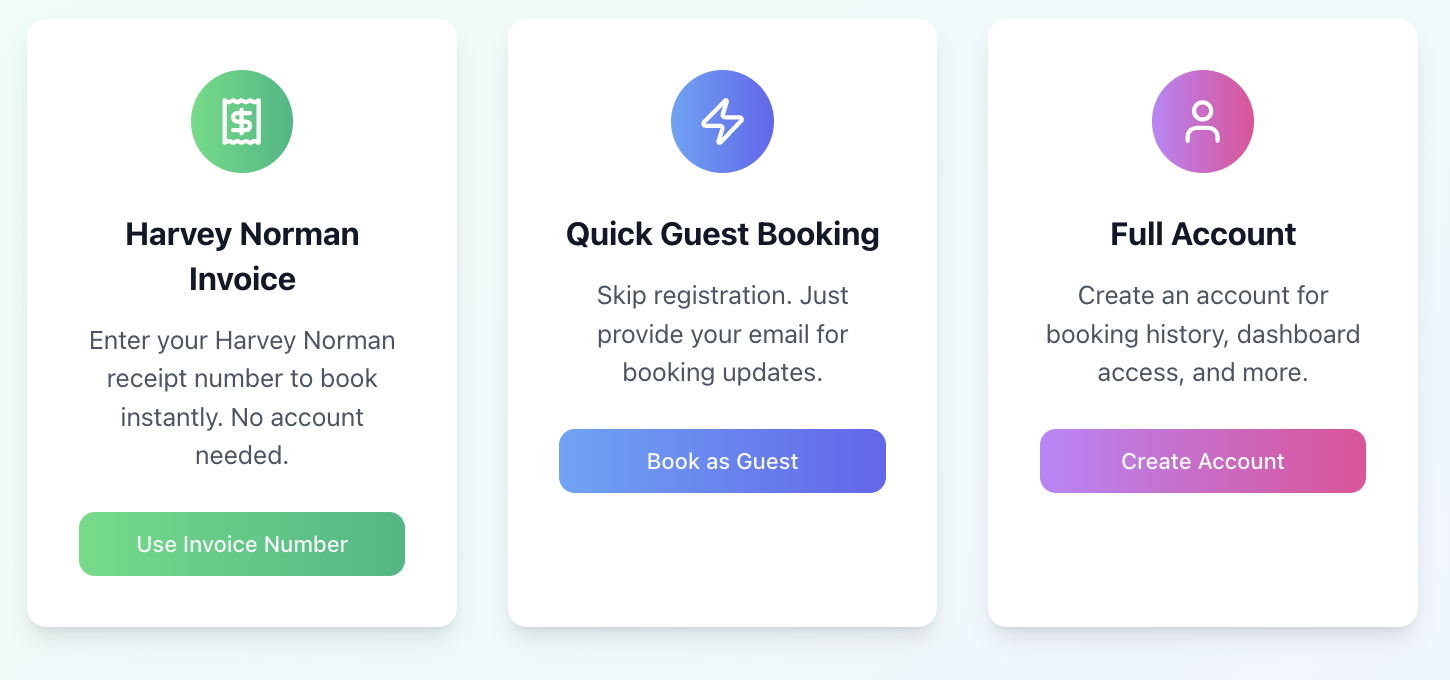 Harvey Norman
Invoice
Enter your Harvey Norman
receipt number to book
instantly. No account
needed.
Use Invoice Number
Quick Guest Booking
Skip registration. Just
provide your email for
booking updates.
Book as Guest
Full Account
Create an account for
booking history, dashboard
access, and more.
Create Account